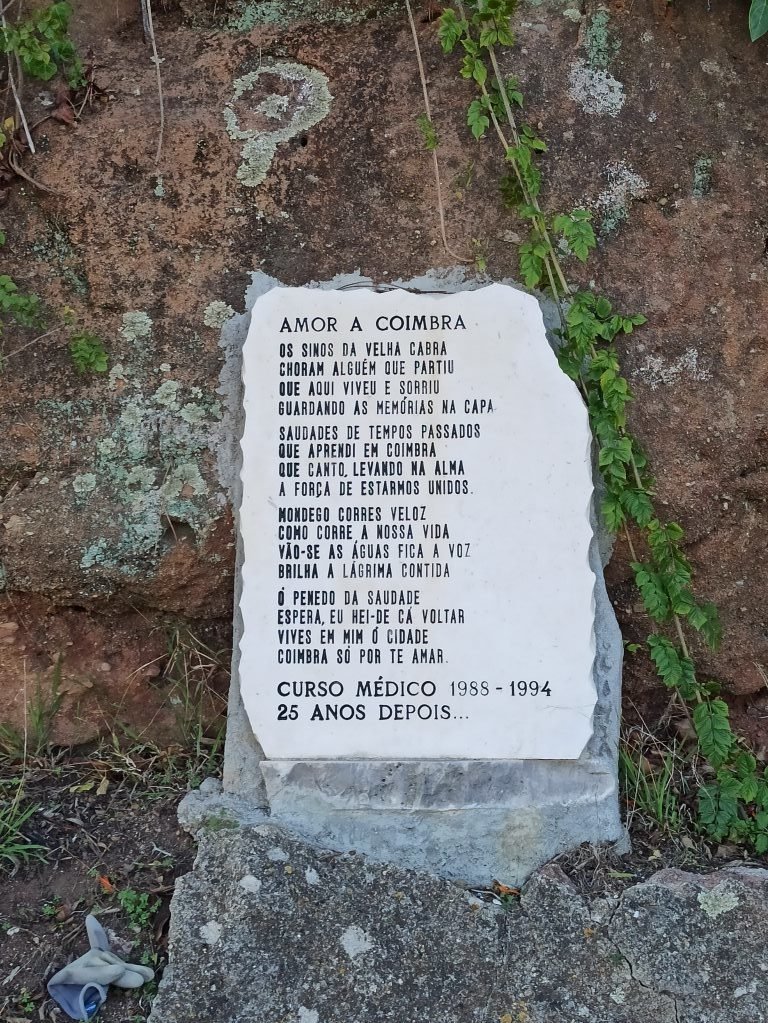 AMOR A COIMBRA
OS SINOS DA VELHA CABRA
CHORAM ALGUÉM QUE PARTIU
QUE AQUI VIVEU E SORRIU
GUARDANDO AS MEMÓRIAS NA CAPA
SAUDADES DE TEMPOS PASSADOS
QUE APRENDI EM COIMBRA
QUE CANTO, LEVANDO NA ALMA
A FORÇA DE ESTARMOS UNIDOS.
MONDEGO CORRES VELOZ
COMO CORRE A NOSSA VIDA
VÃO-SE AS ÁGUAS FICA A VOZ
BRILHA A LÁGRIMA CONTIDA
Ó PENEDO DA SAUDADE
ESPERA, EU HEI-DE CÁ VOLTAR
VIVES EM MIM Ó CIDADE
COIMBRA SÓ POR TE AMAR.
CURSO MÉDICO 1988 - 1994
25 ANOS DEPOIS...